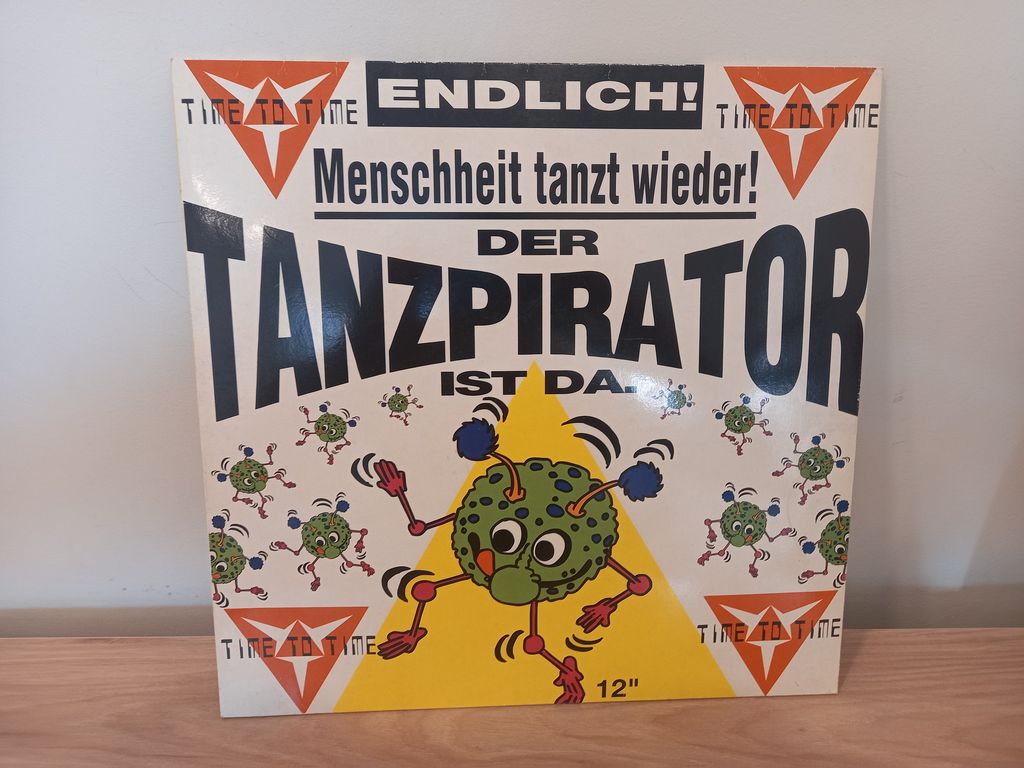 TIME TO TIME
ENDLICH!
TIME TO TIME
Menschheit tanzt wieder!
DER
TANZPIRATOR
IST DA.
TIME TO TIME
TIME TO TIME
12"